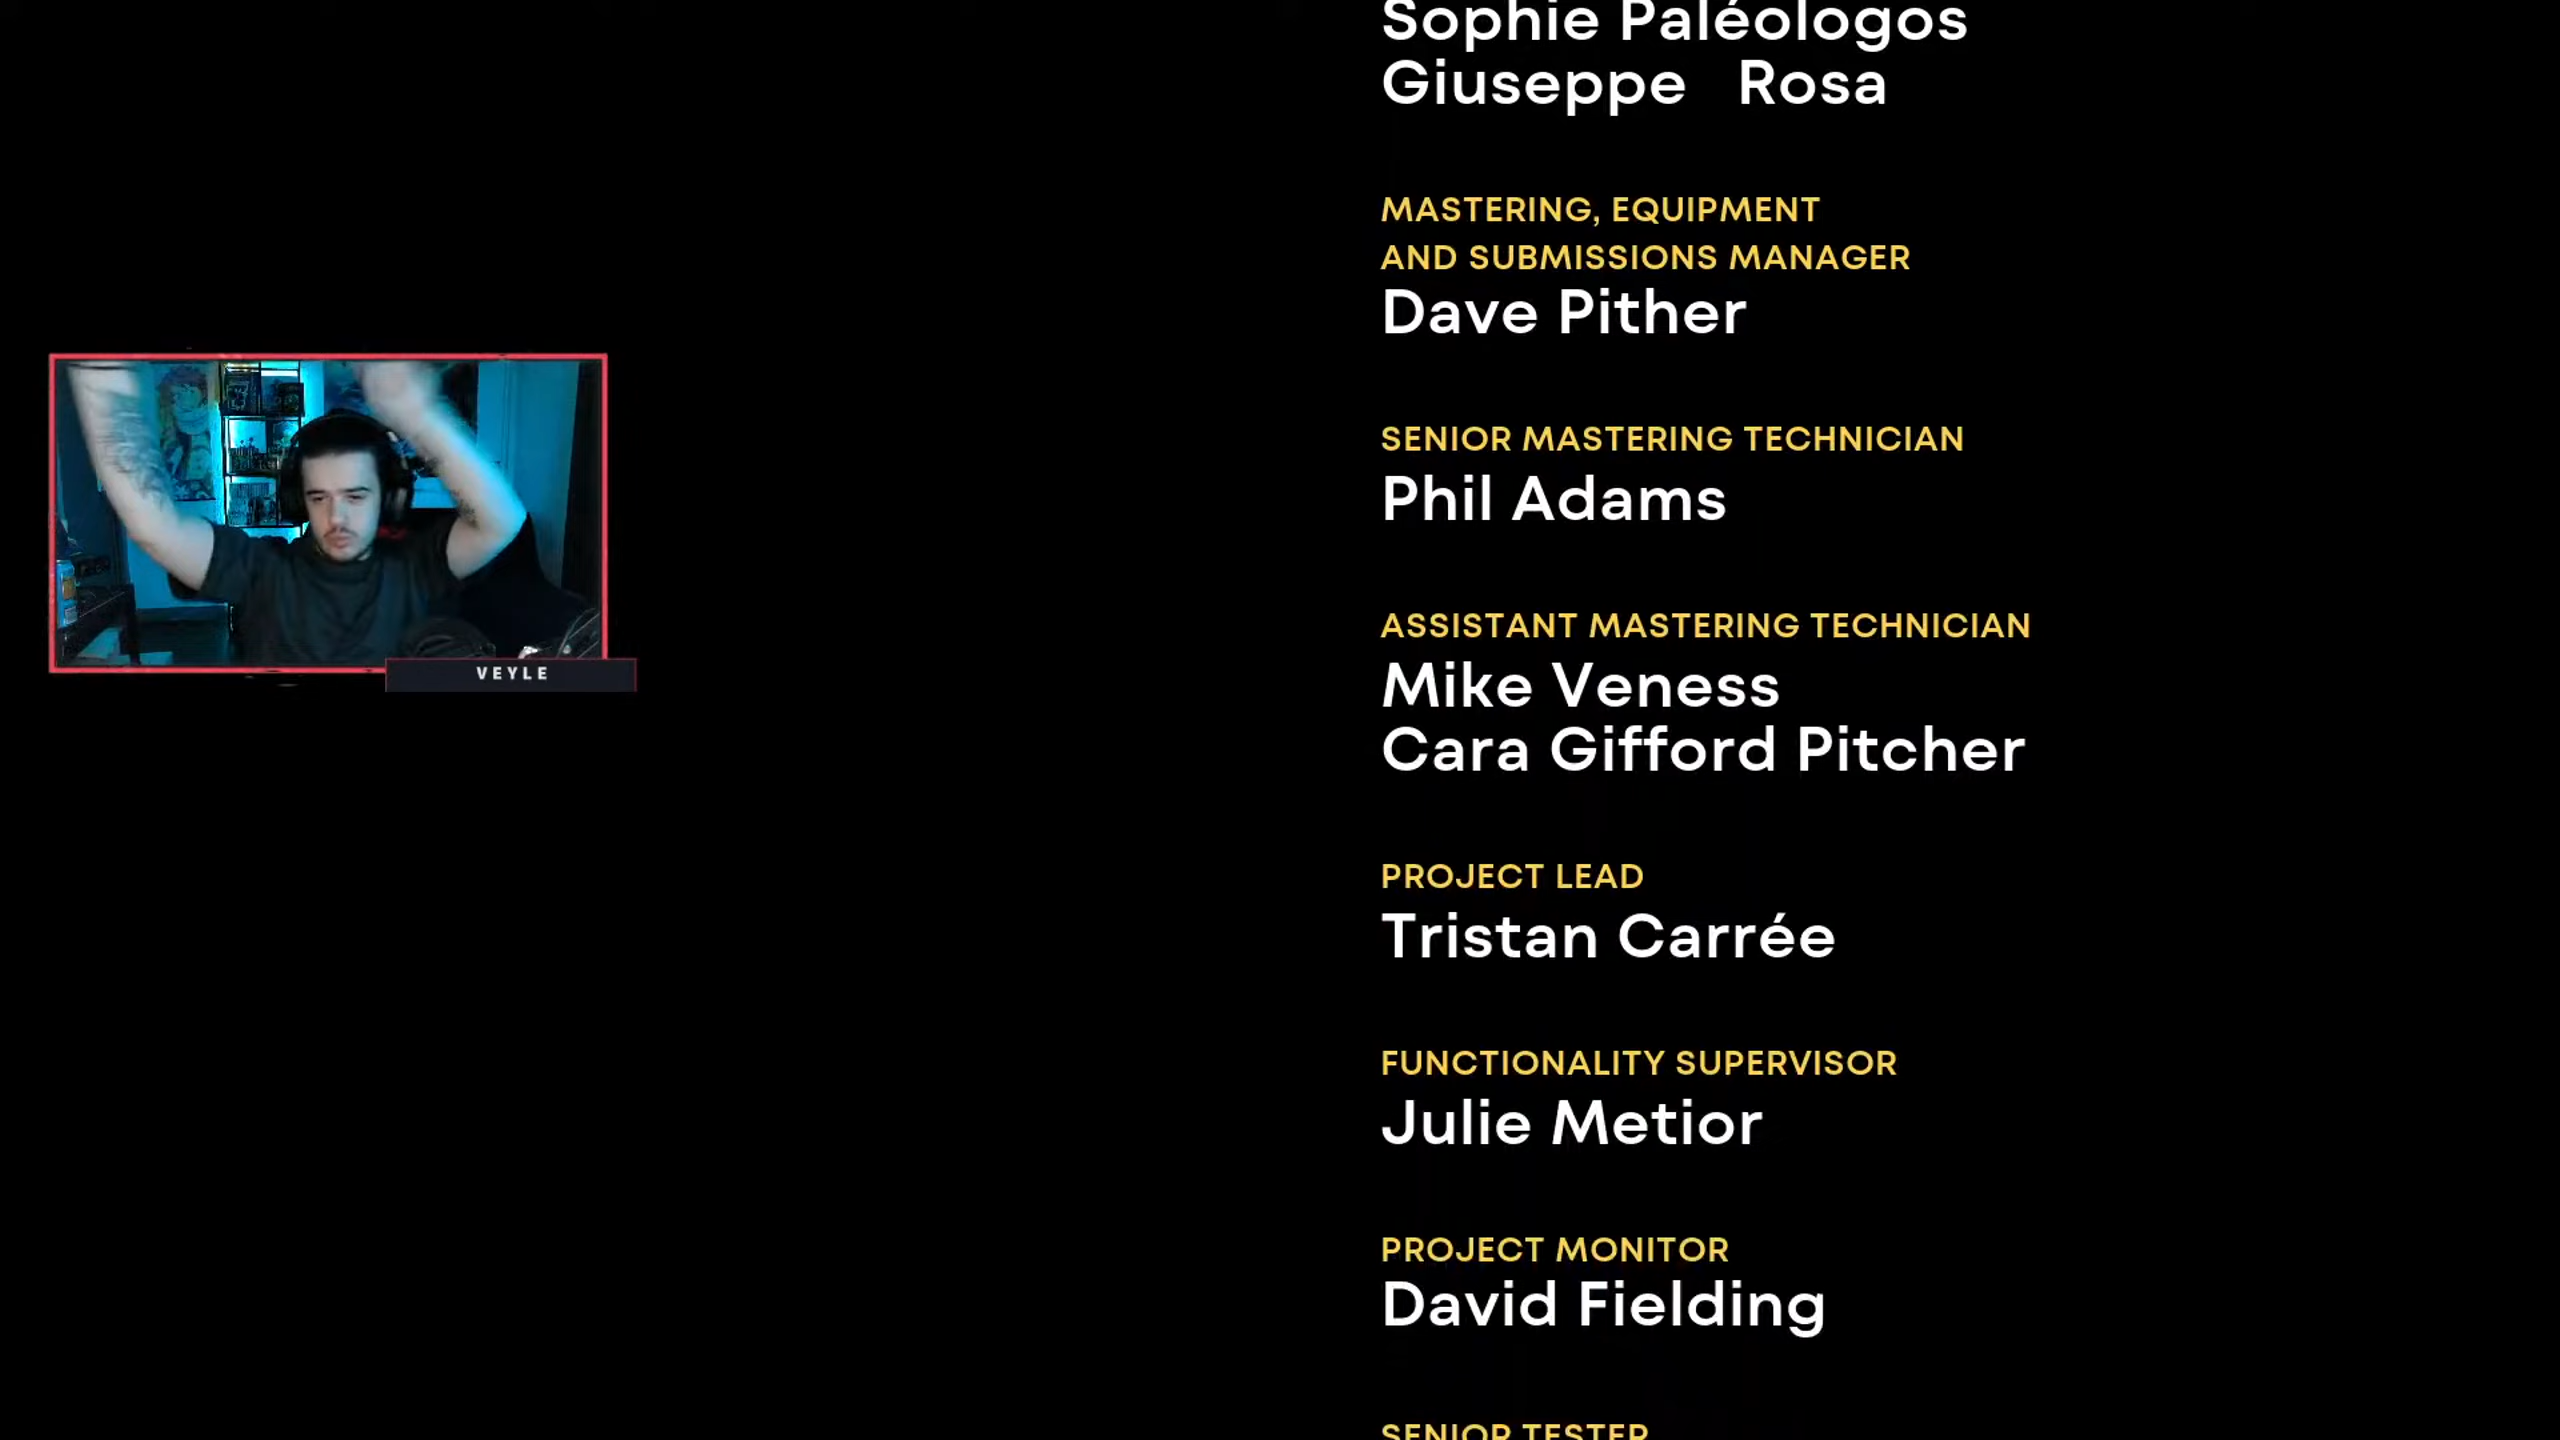 Sophie Paléologos
Giuseppe   Rosa
MASTERING, EQUIPMENT
AND SUBMISSIONS MANAGER
Dave Pither
SENIOR MASTERING TECHNICIAN
Phil Adams
ASSISTANT MASTERING TECHNICIAN
Mike Veness
Cara Gifford Pitcher
PROJECT LEAD
Tristan Carrée
FUNCTIONALITY SUPERVISOR
Julie Metior
PROJECT MONITOR
David Fielding
SENIOR TESTER
VEYLE